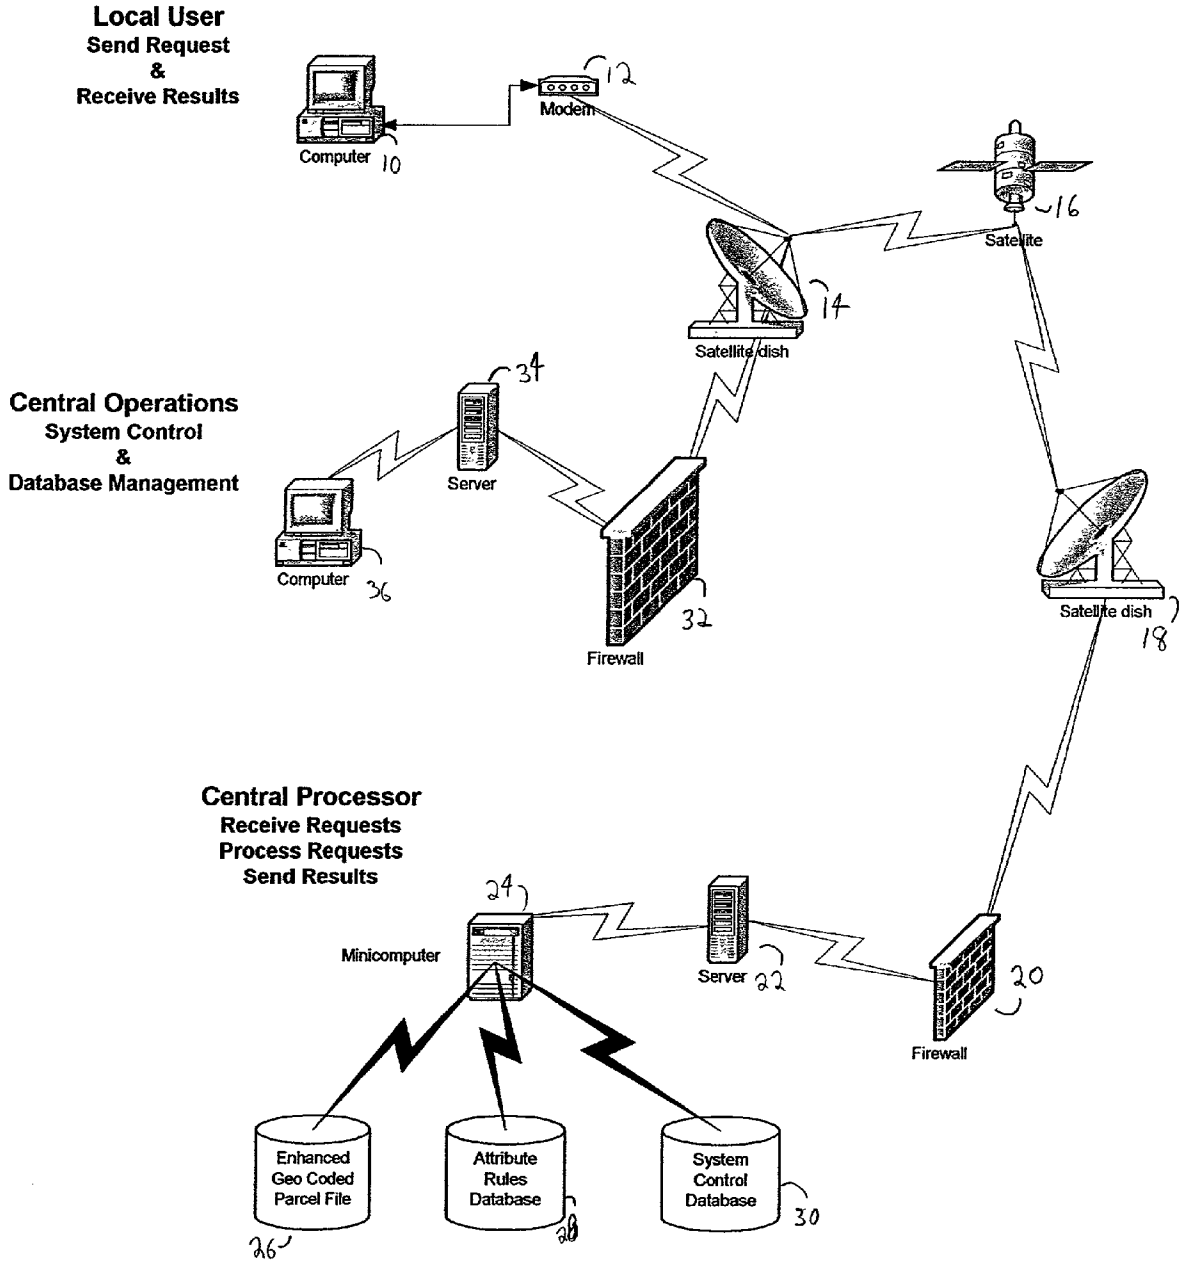 Local User
Send Request
&
Receive Results
12
Modem
Computer 10
16
Satellite
14
Satellite dish
34
Central Operations
System Control
&
Database Management
Server
Computer
36
32
Firewall
Satellite dish
18
Central Processor
Receive Requests
Process Requests
Send Results
24
Minicomputer
Server
22
20
Firewall
Enhanced
Geo Coded
Parcel File
26
Attribute
Rules
Database
28
System
Control
Database
30